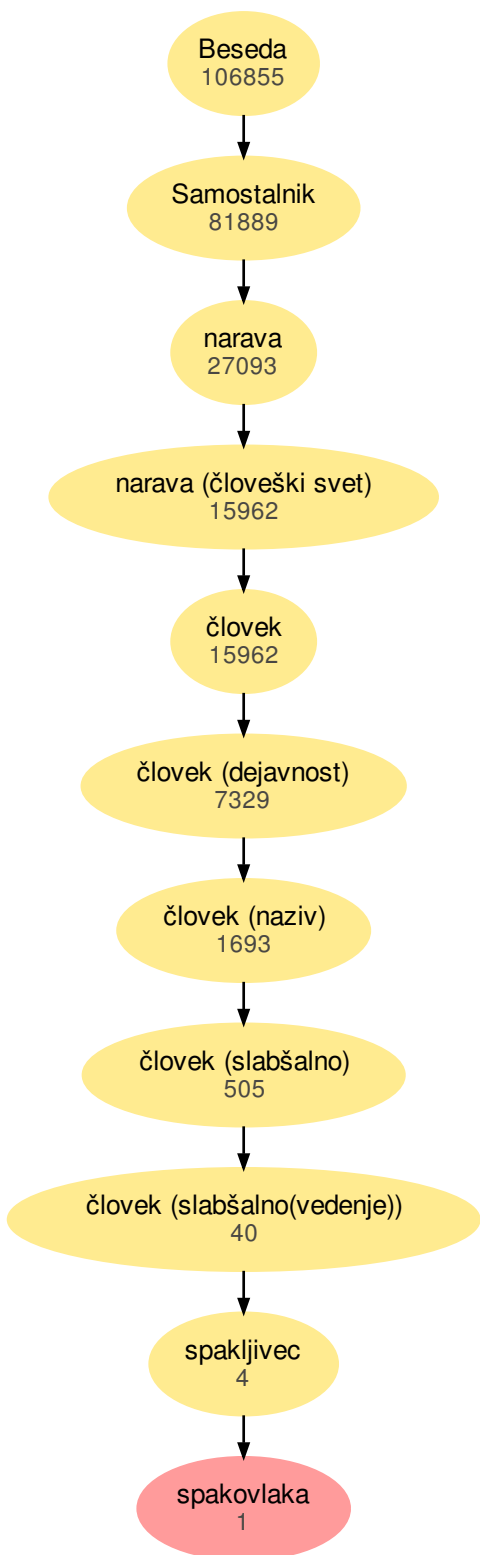 Beseda
106855
Samostalnik
81889
narava
27093
narava (človeški svet)
15962
človek
15962
človek (dejavnost)
7329
človek (naziv)
1693
človek (slabšalno)
505
človek (slabšalno(vedenje))
40
spakljivec
4
spakovlaka
1